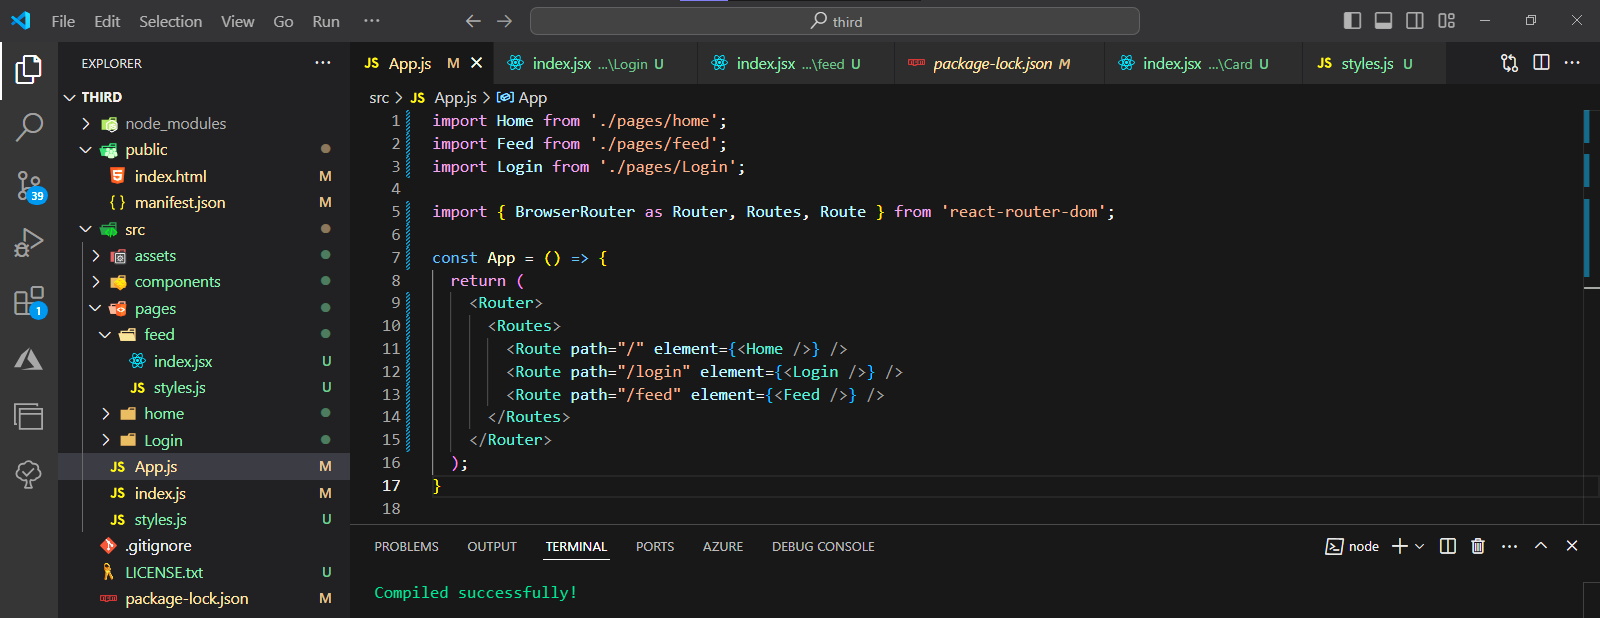 File Edit Selection View Go Run ···
third
EXPLORER ···
App.js M
index.jsx ...\Login U
index.jsx ...\feed U
package-lock.json M
index.jsx ...\Card U
JS styles.js U
THIRD
node_modules
public
index.html M
{} manifest.json M
src
assets
components
pages
feed
index.jsx U
JS styles.js U
home
Login
JS App.js M
JS index.js M
JS styles.js U
.gitignore
LICENSE.txt U
package-lock.json M
39
1
src > JS App.js > App
1 import Home from './pages/home';
2 import Feed from './pages/feed';
3 import Login from './pages/Login';
4
5 import { BrowserRouter as Router, Routes, Route } from 'react-router-dom';
6
7 const App = () => {
8 return (
9 <Router>
10 <Routes>
11 <Route path="/" element={<Home />} />
12 <Route path="/login" element={<Login />} />
13 <Route path="/feed" element={<Feed />} />
14 </Routes>
15 </Router>
16 );
17 }
18
PROBLEMS OUTPUT TERMINAL PORTS AZURE DEBUG CONSOLE
node
Compiled successfully!